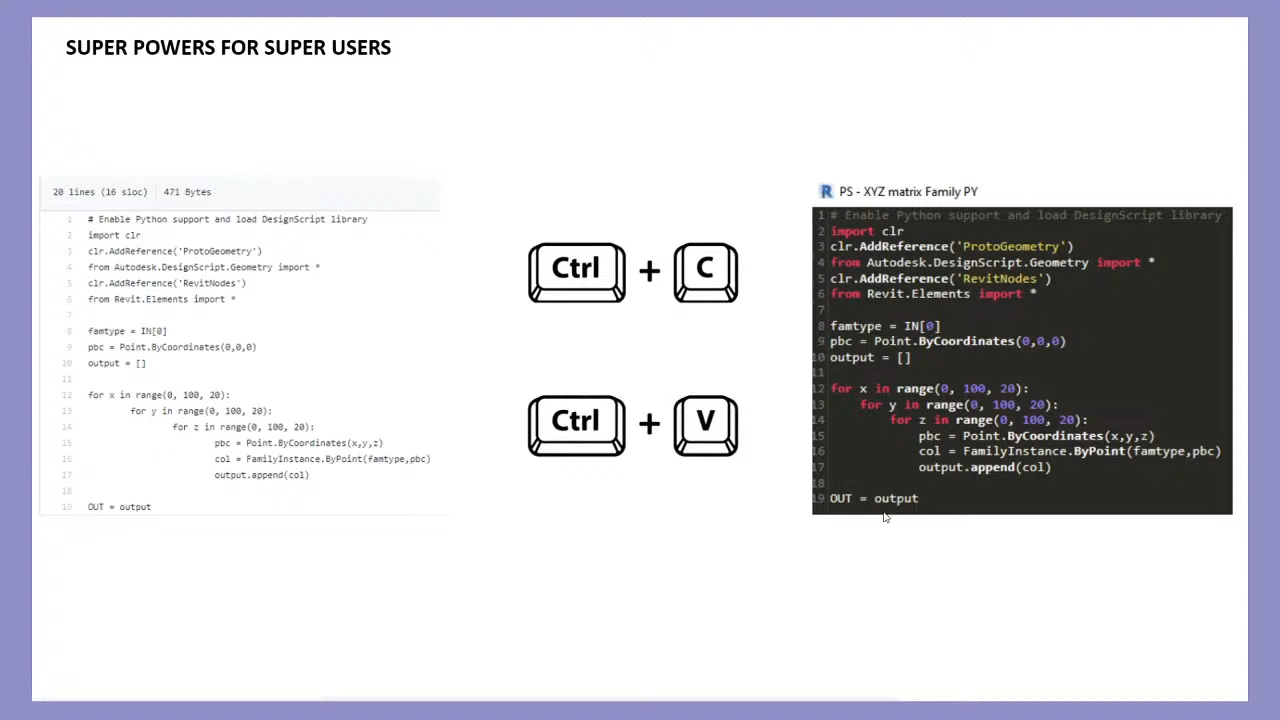 SUPER POWERS FOR SUPER USERS
20 lines (16 sloc) 471 Bytes
1 # Enable Python support and load DesignScript library
2 import clr
3 clr.AddReference('ProtoGeometry')
4 from Autodesk.DesignScript.Geometry import *
5 clr.AddReference('RevitNodes')
6 from Revit.Elements import *
7
8 famtype = IN[0]
9 pbc = Point.ByCoordinates(0,0,0)
10 output = []
11
12 for x in range(0, 100, 20):
13 for y in range(0, 100, 20):
14 for z in range(0, 100, 20):
15 pbc = Point.ByCoordinates(x,y,z)
16 col = FamilyInstance.ByPoint(famtype,pbc)
17 output.append(col)
18
19 OUT = output
Ctrl + C
Ctrl + V
R PS - XYZ matrix Family PY
1 # Enable Python support and load DesignScript library
2 import clr
3 clr.AddReference('ProtoGeometry')
4 from Autodesk.DesignScript.Geometry import *
5 clr.AddReference('RevitNodes')
6 from Revit.Elements import *
7
8 famtype = IN[0]
9 pbc = Point.ByCoordinates(0,0,0)
10 output = []
11
12 for x in range(0, 100, 20):
13 for y in range(0, 100, 20):
14 for z in range(0, 100, 20):
15 pbc = Point.ByCoordinates(x,y,z)
16 col = FamilyInstance.ByPoint(famtype,pbc)
17 output.append(col)
18
19 OUT = output